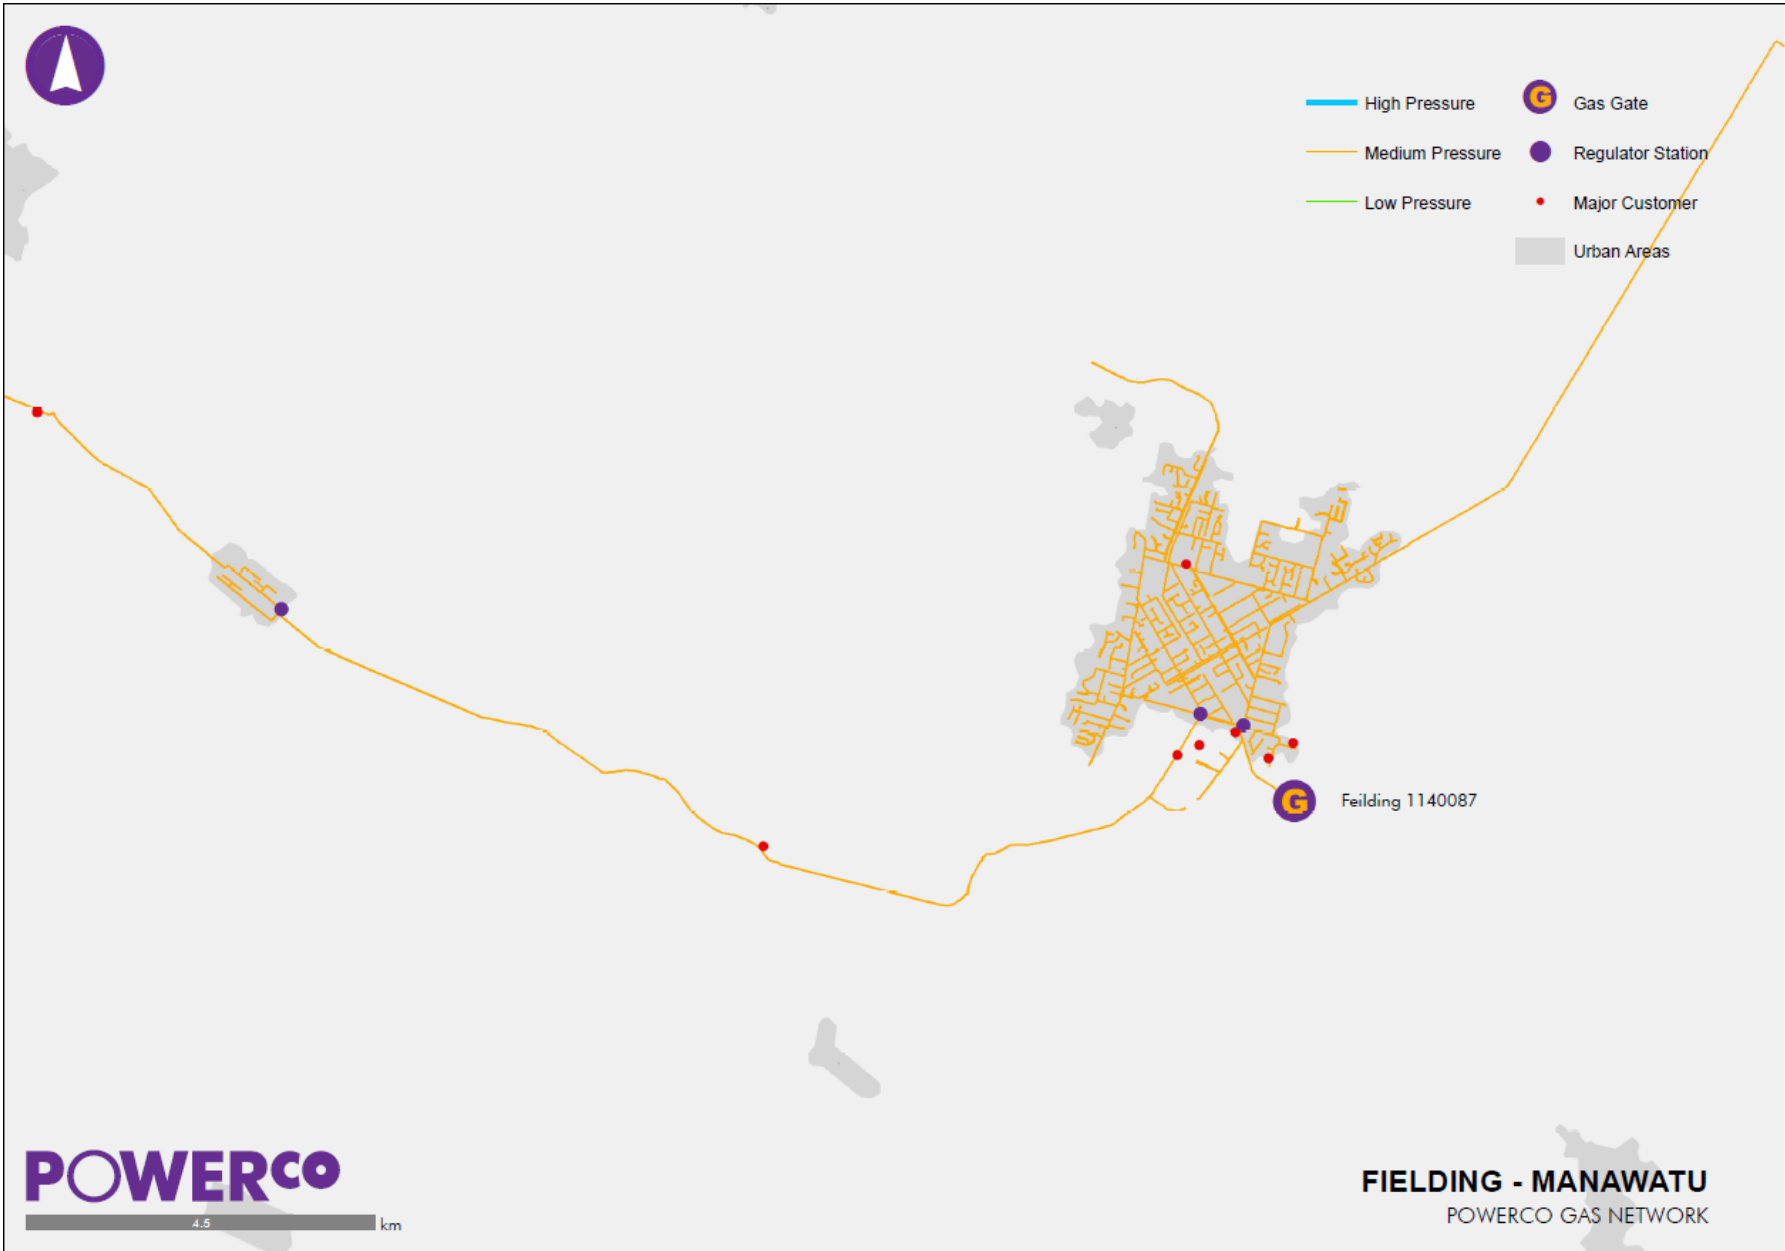 High Pressure
Medium Pressure
Low Pressure
G Gas Gate
Regulator Station
Major Customer
Urban Areas
G Feilding 1140087
POWERCO
4.5 km
FIELDING - MANAWATU
POWERCO GAS NETWORK